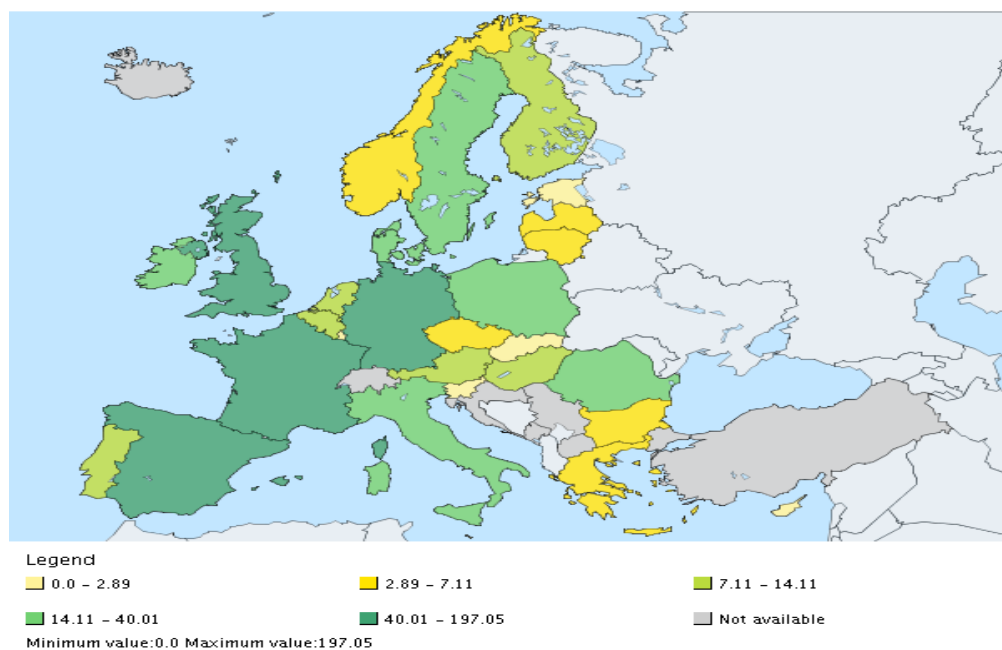 Legend
0.0 - 2.89 2.89 - 7.11 7.11 - 14.11
14.11 - 40.01 40.01 - 197.05 Not available
Minimum value:0.0 Maximum value:197.05